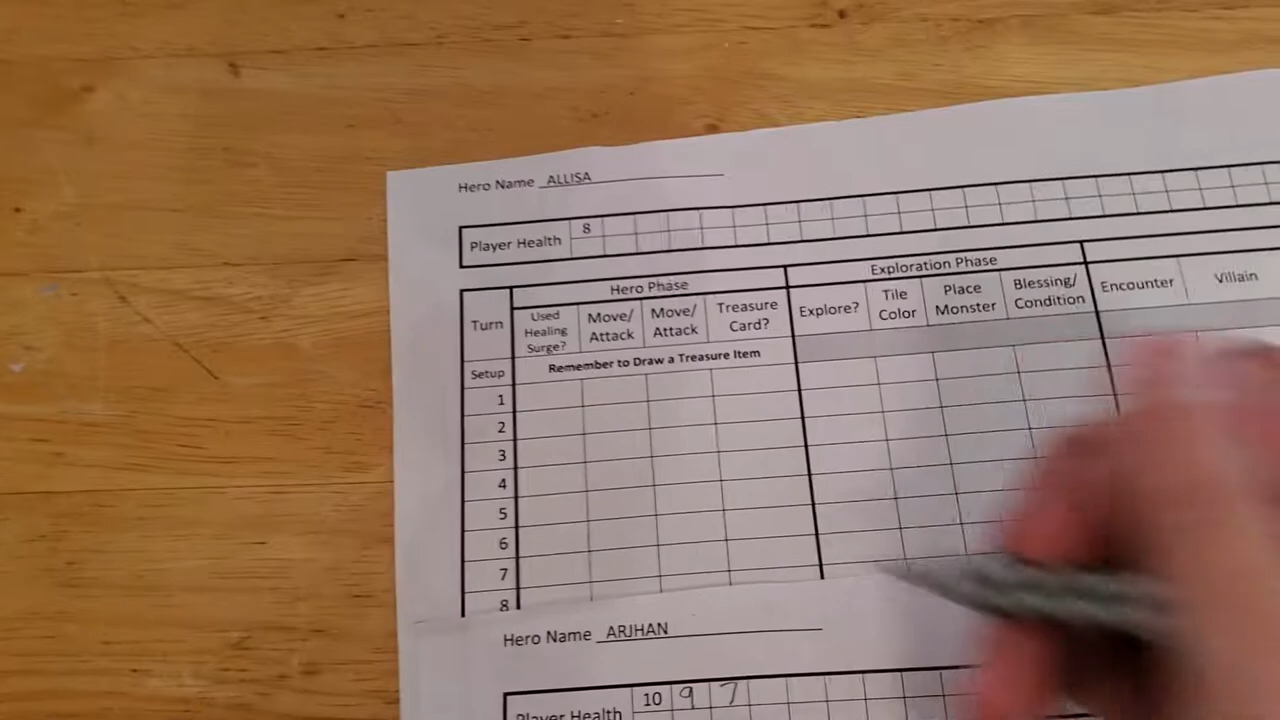 Hero Name ALLISA
Player Health 8
Hero Phase Exploration Phase
Turn Used Healing Surge? Move/ Attack Move/ Attack Treasure Card? Explore? Tile Color Place Monster Blessing/ Condition Encounter Villain
Setup Remember to Draw a Treasure Item
1
2
3
4
5
6
7
8
Hero Name ARJHAN
Player Health 10 9 7